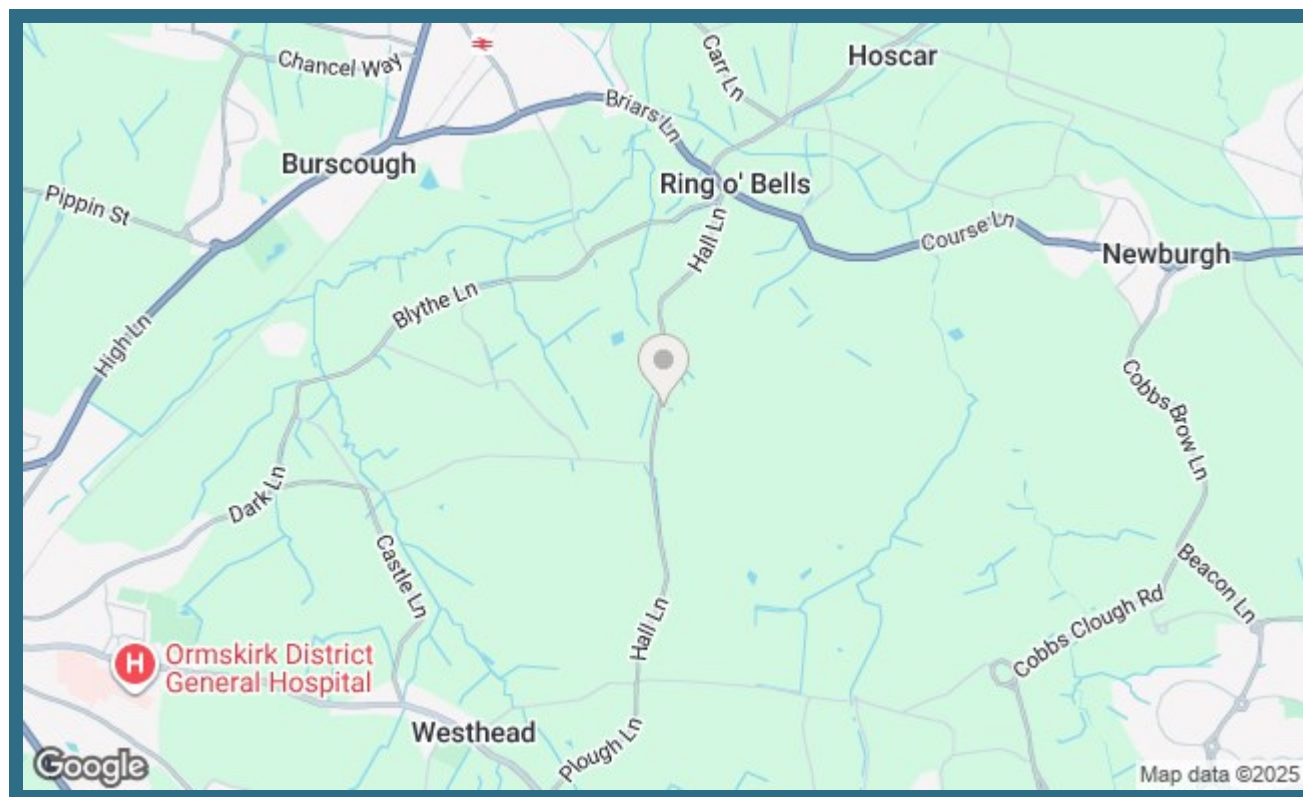 Chancel Way
Carr Ln
Hoscar
Briars Ln
Burscough
Ring o' Bells
Pippin St
Hall Ln
Course Ln
Newburgh
Blythe Ln
High Ln
Cobbs Brow Ln
Dark Ln
Castle Ln
Beacon Ln
Cobbs Clough Rd
Hall Ln
H
Ormskirk District
General Hospital
Westhead
Plough Ln
Google
Map data ©2025